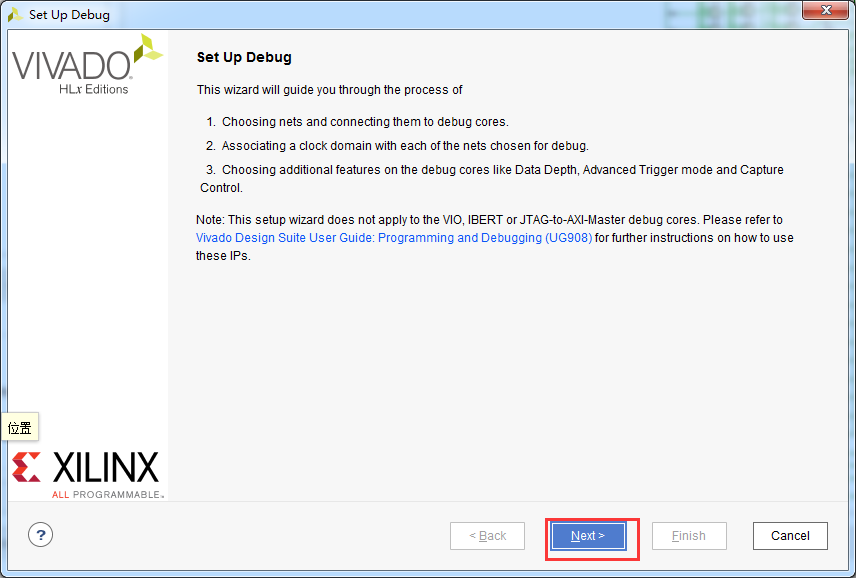 Set Up Debug
VIVADO
HLx Editions
Set Up Debug
This wizard will guide you through the process of
1. Choosing nets and connecting them to debug cores.
2. Associating a clock domain with each of the nets chosen for debug.
3. Choosing additional features on the debug cores like Data Depth, Advanced Trigger mode and Capture
Control.
Note: This setup wizard does not apply to the VIO, IBERT or JTAG-to-AXI-Master debug cores. Please refer to
Vivado Design Suite User Guide: Programming and Debugging (UG908) for further instructions on how to use
these IPs.
位置
XILINX
ALL PROGRAMMABLE™
?
< Back
Next >
Finish
Cancel